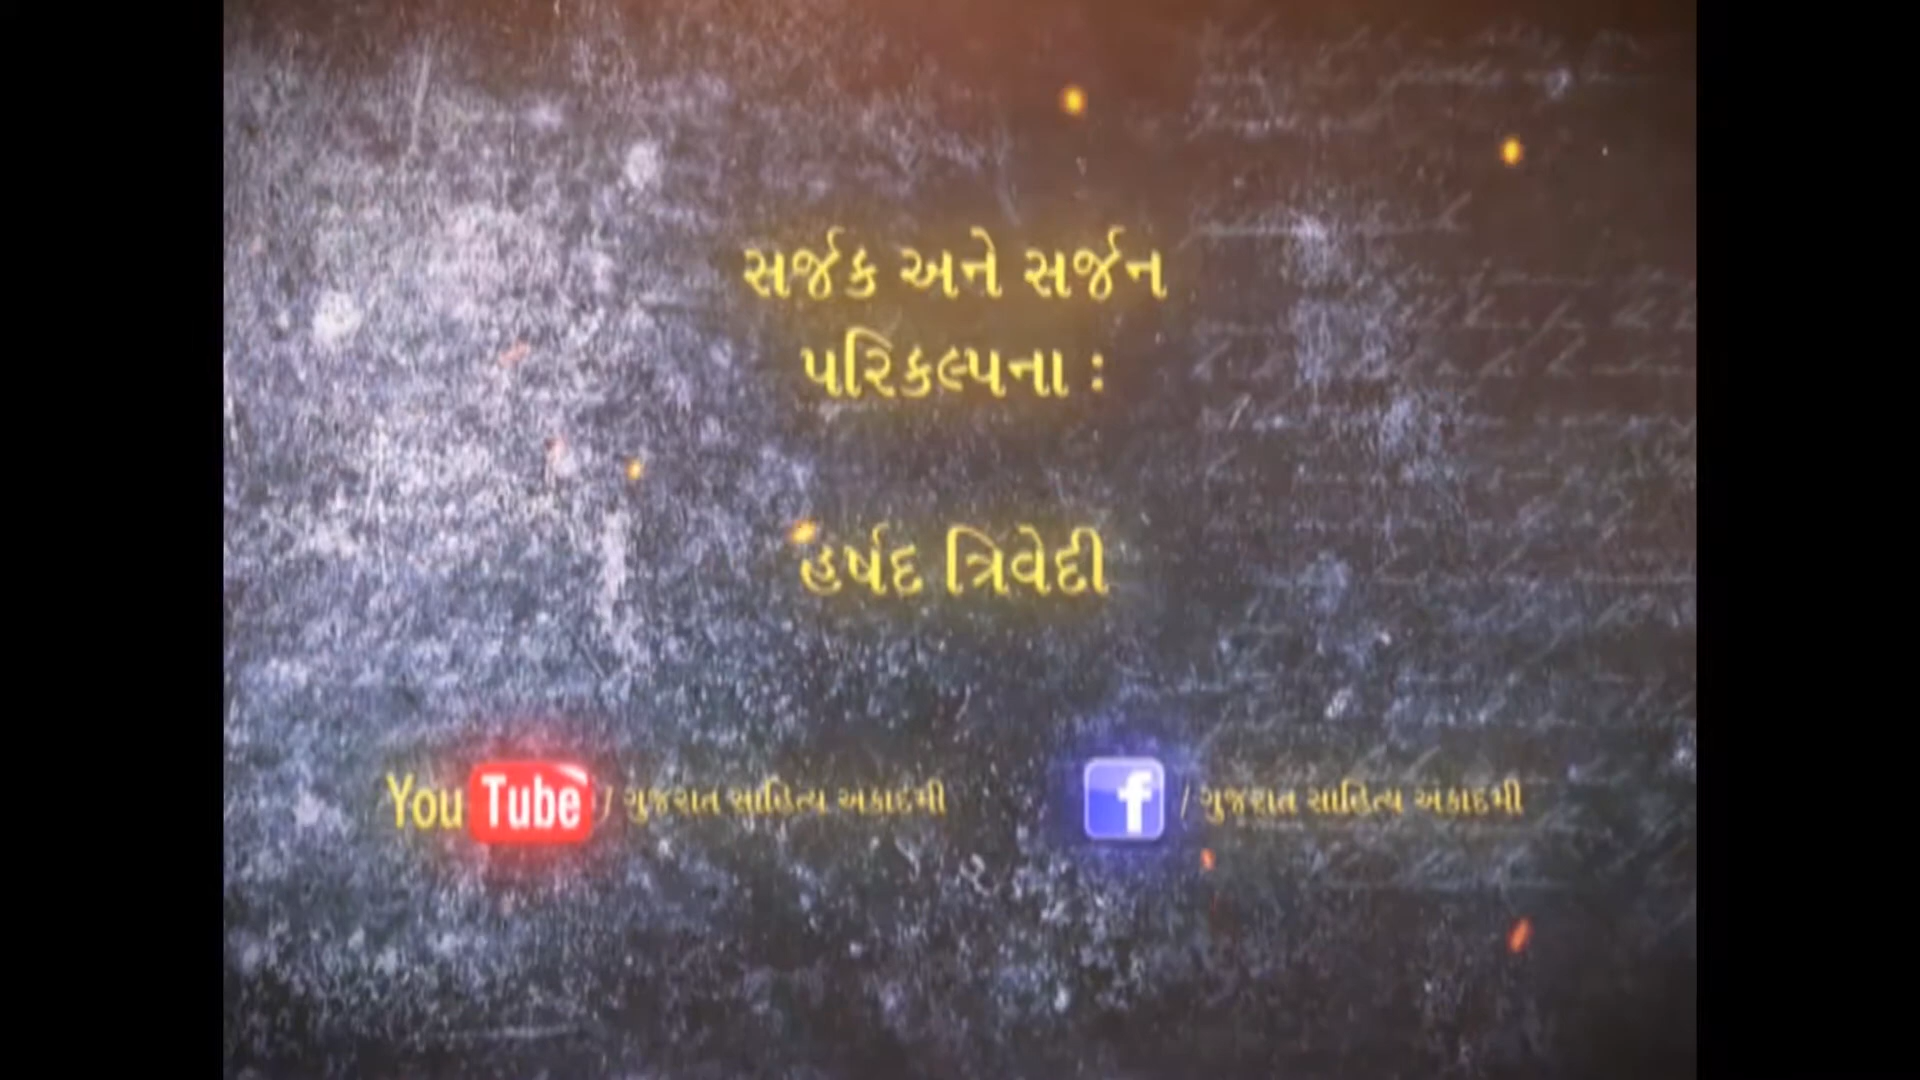 સર્જક અને સર્જન
પરિકલ્પના :
હર્ષદ ત્રિવેદી
YouTube / ગુજરાત સાહિત્ય અકાદમી
f / ગુજરાત સાહિત્ય અકાદમી